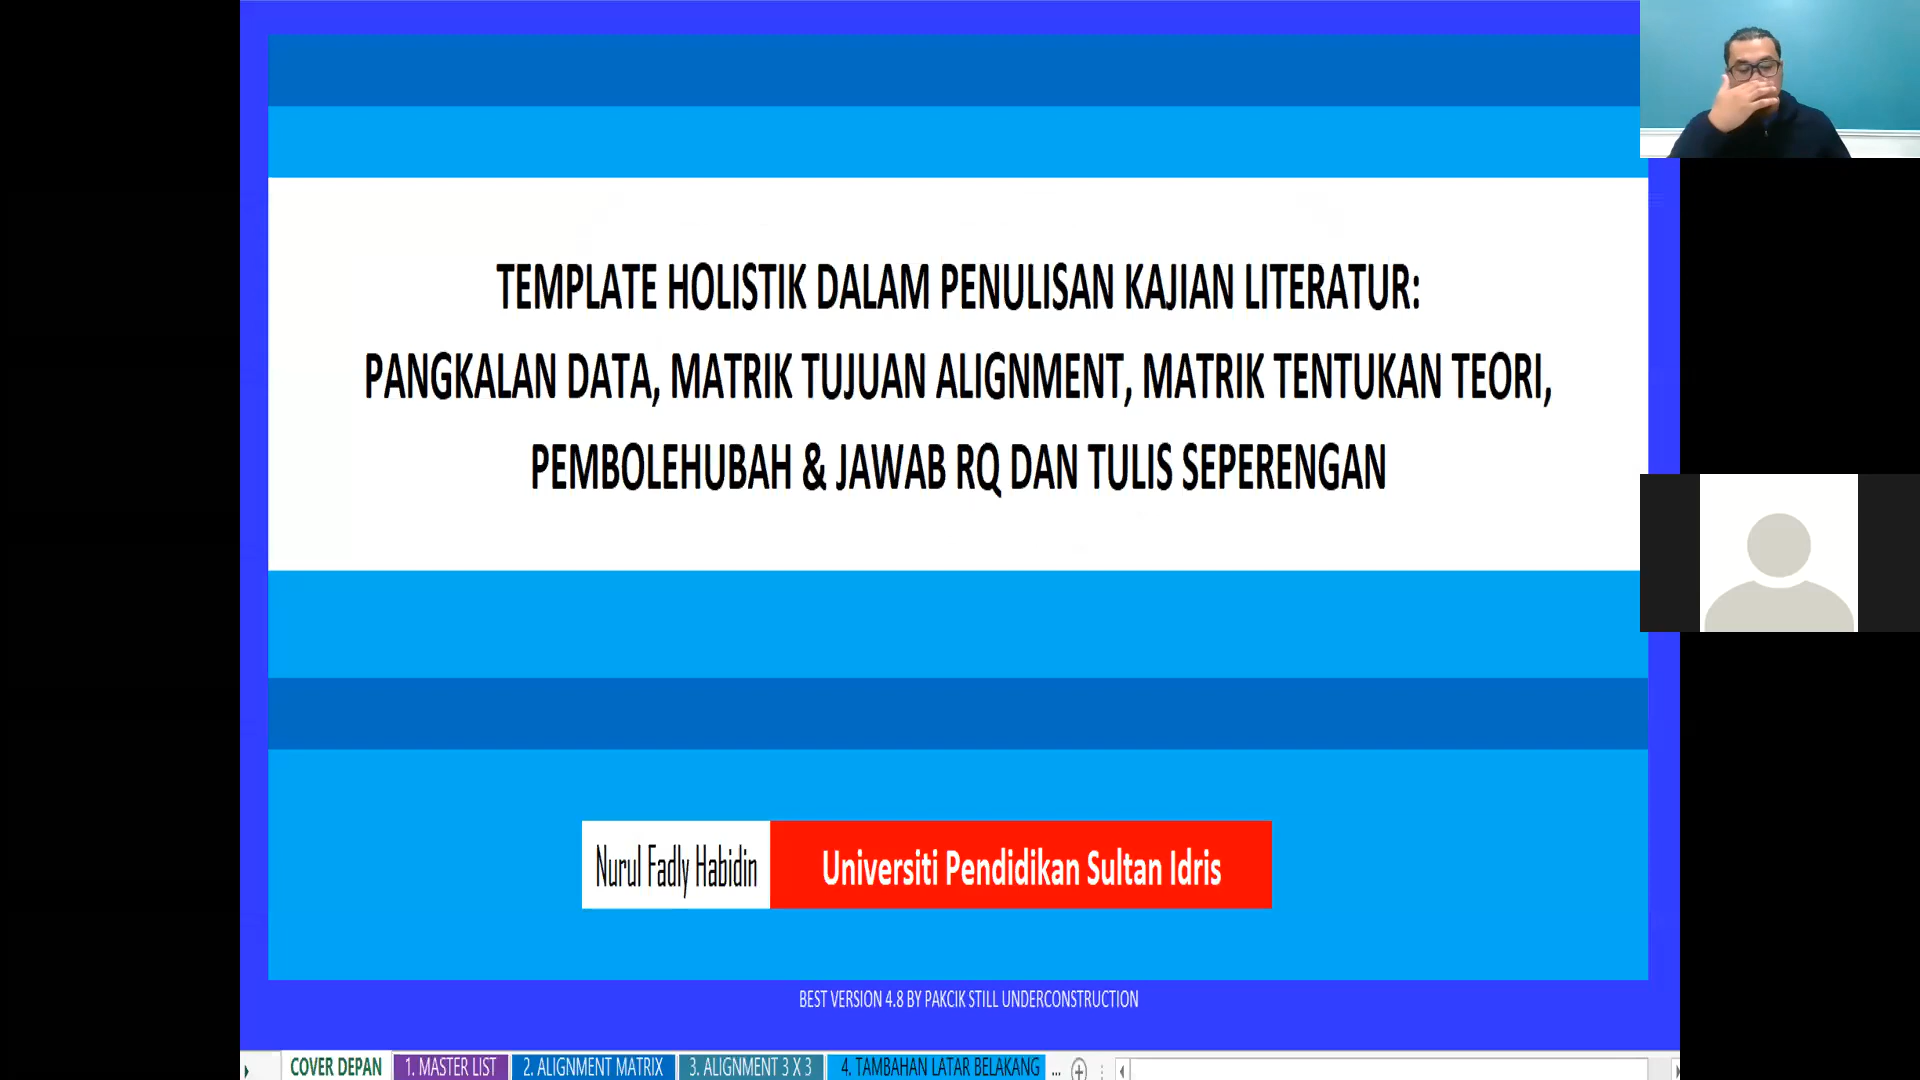 TEMPLATE HOLISTIK DALAM PENULISAN KAJIAN LITERATUR:
PANGKALAN DATA, MATRIK TUJUAN ALIGNMENT, MATRIK TENTUKAN TEORI,
PEMBOLEHUBAH & JAWAB RQ DAN TULIS SEPERENGAN
Nurul Fadly Habidin
Universiti Pendidikan Sultan Idris
BEST VERSION 4.8 BY PAKCIK STILL UNDERCONSTRUCTION
COVER DEPAN 1. MASTER LIST 2. ALIGNMENT MATRIX 3. ALIGNMENT 3 X 3 4. TAMBAHAN LATAR BELAKANG ...